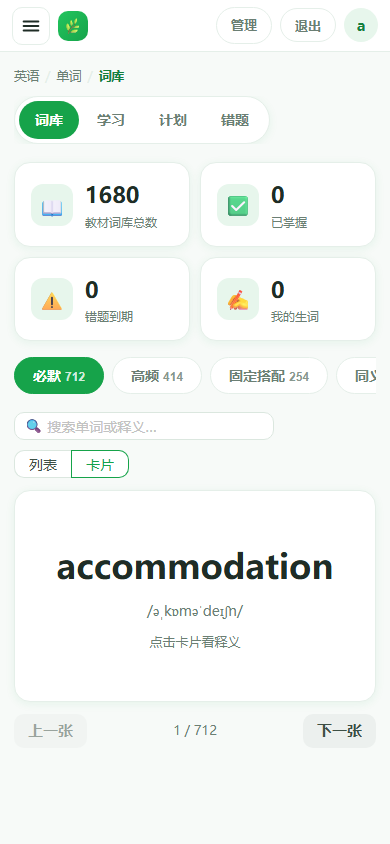 管理 退出 a
英语 / 单词 / 词库
词库 学习 计划 错题
1680
教材词库总数
0
已掌握
0
错题到期
0
我的生词
必默 712 高频 414 固定搭配 254 同义
搜索单词或释义...
列表 卡片
accommodation
/əˌkɒməˈdeɪʃn/
点击卡片看释义
上一张 1 / 712 下一张